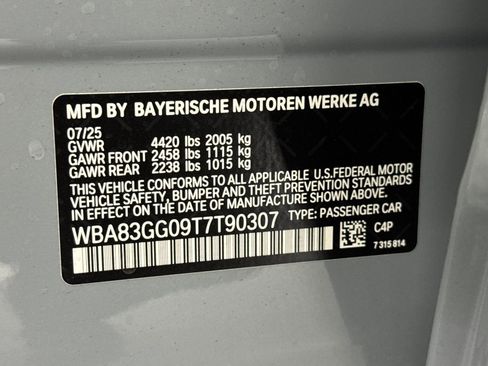 MFD BY BAYERISCHE MOTOREN WERKE AG
07/25
GVWR 4420 lbs 2005 kg
GAWR FRONT 2458 lbs 1115 kg
GAWR REAR 2238 lbs 1015 kg
THIS VEHICLE CONFORMS TO ALL APPLICABLE U.S.FEDERAL MOTOR
VEHICLE SAFETY, BUMPER, AND THEFT PREVENTION
STANDARDS IN EFFECT ON THE DATE OF
MANUFACTURE SHOWN ABOVE.
WBA83GG09T7T90307 TYPE: PASSENGER CAR
C4P
7 315 814